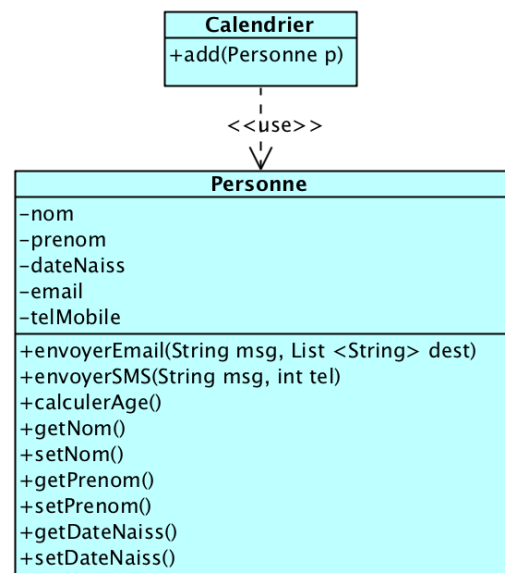 Calendrier
+add(Personne p)
<<use>>
Personne
-nom
-prenom
-dateNaiss
-email
-telMobile
+envoyerEmail(String msg, List <String> dest)
+envoyerSMS(String msg, int tel)
+calculerAge()
+getNom()
+setNom()
+getPrenom()
+setPrenom()
+getDateNaiss()
+setDateNaiss()